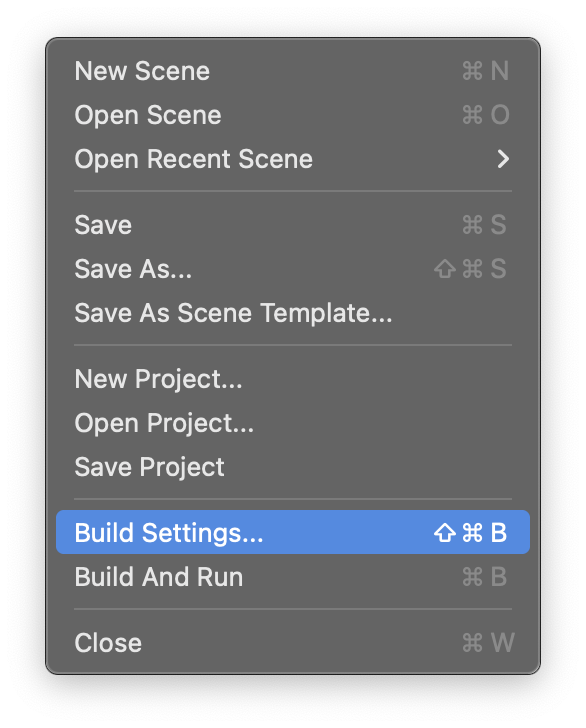 New Scene ⌘ N
Open Scene ⌘ O
Open Recent Scene
Save ⌘ S
Save As... ⇧ ⌘ S
Save As Scene Template...
New Project...
Open Project...
Save Project
Build Settings... ⇧ ⌘ B
Build And Run ⌘ B
Close ⌘ W